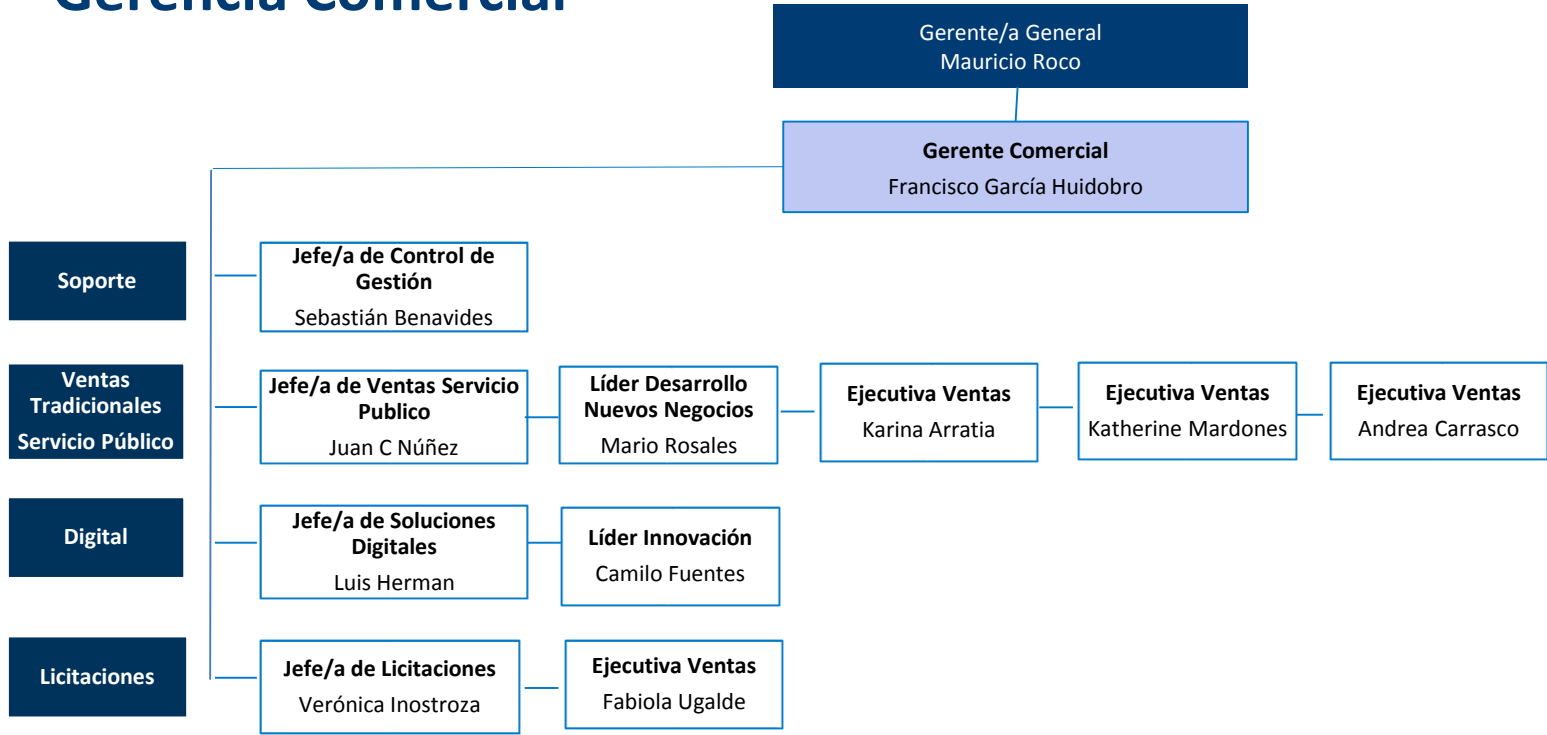 Gerencia Comercial
Gerente/a General
Mauricio Roco
Gerente Comercial
Francisco García Huidobro
Soporte
Jefe/a de Control de
Gestión
Sebastián Benavides
Ventas
Tradicionales
Servicio Público
Jefe/a de Ventas Servicio
Publico
Juan C Núñez
Líder Desarrollo
Nuevos Negocios
Mario Rosales
Ejecutiva Ventas
Karina Arratia
Ejecutiva Ventas
Katherine Mardones
Ejecutiva Ventas
Andrea Carrasco
Digital
Jefe/a de Soluciones
Digitales
Luis Herman
Líder Innovación
Camilo Fuentes
Licitaciones
Jefe/a de Licitaciones
Verónica Inostroza
Ejecutiva Ventas
Fabiola Ugalde